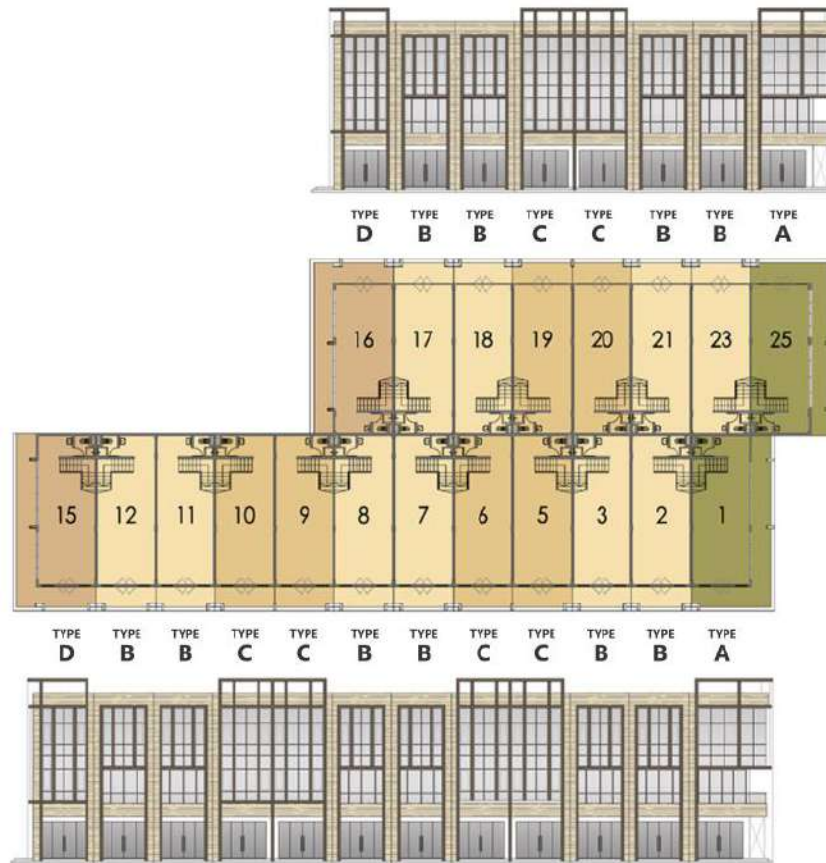 TYPE TYPE TYPE TYPE TYPE TYPE TYPE TYPE
D B B C C B B A
16 17 18 19 20 21 23 25
15 12 11 10 9 8 7 6 5 3 2 1
TYPE TYPE TYPE TYPE TYPE TYPE TYPE TYPE TYPE TYPE TYPE TYPE
D B B C C B B C C B B A